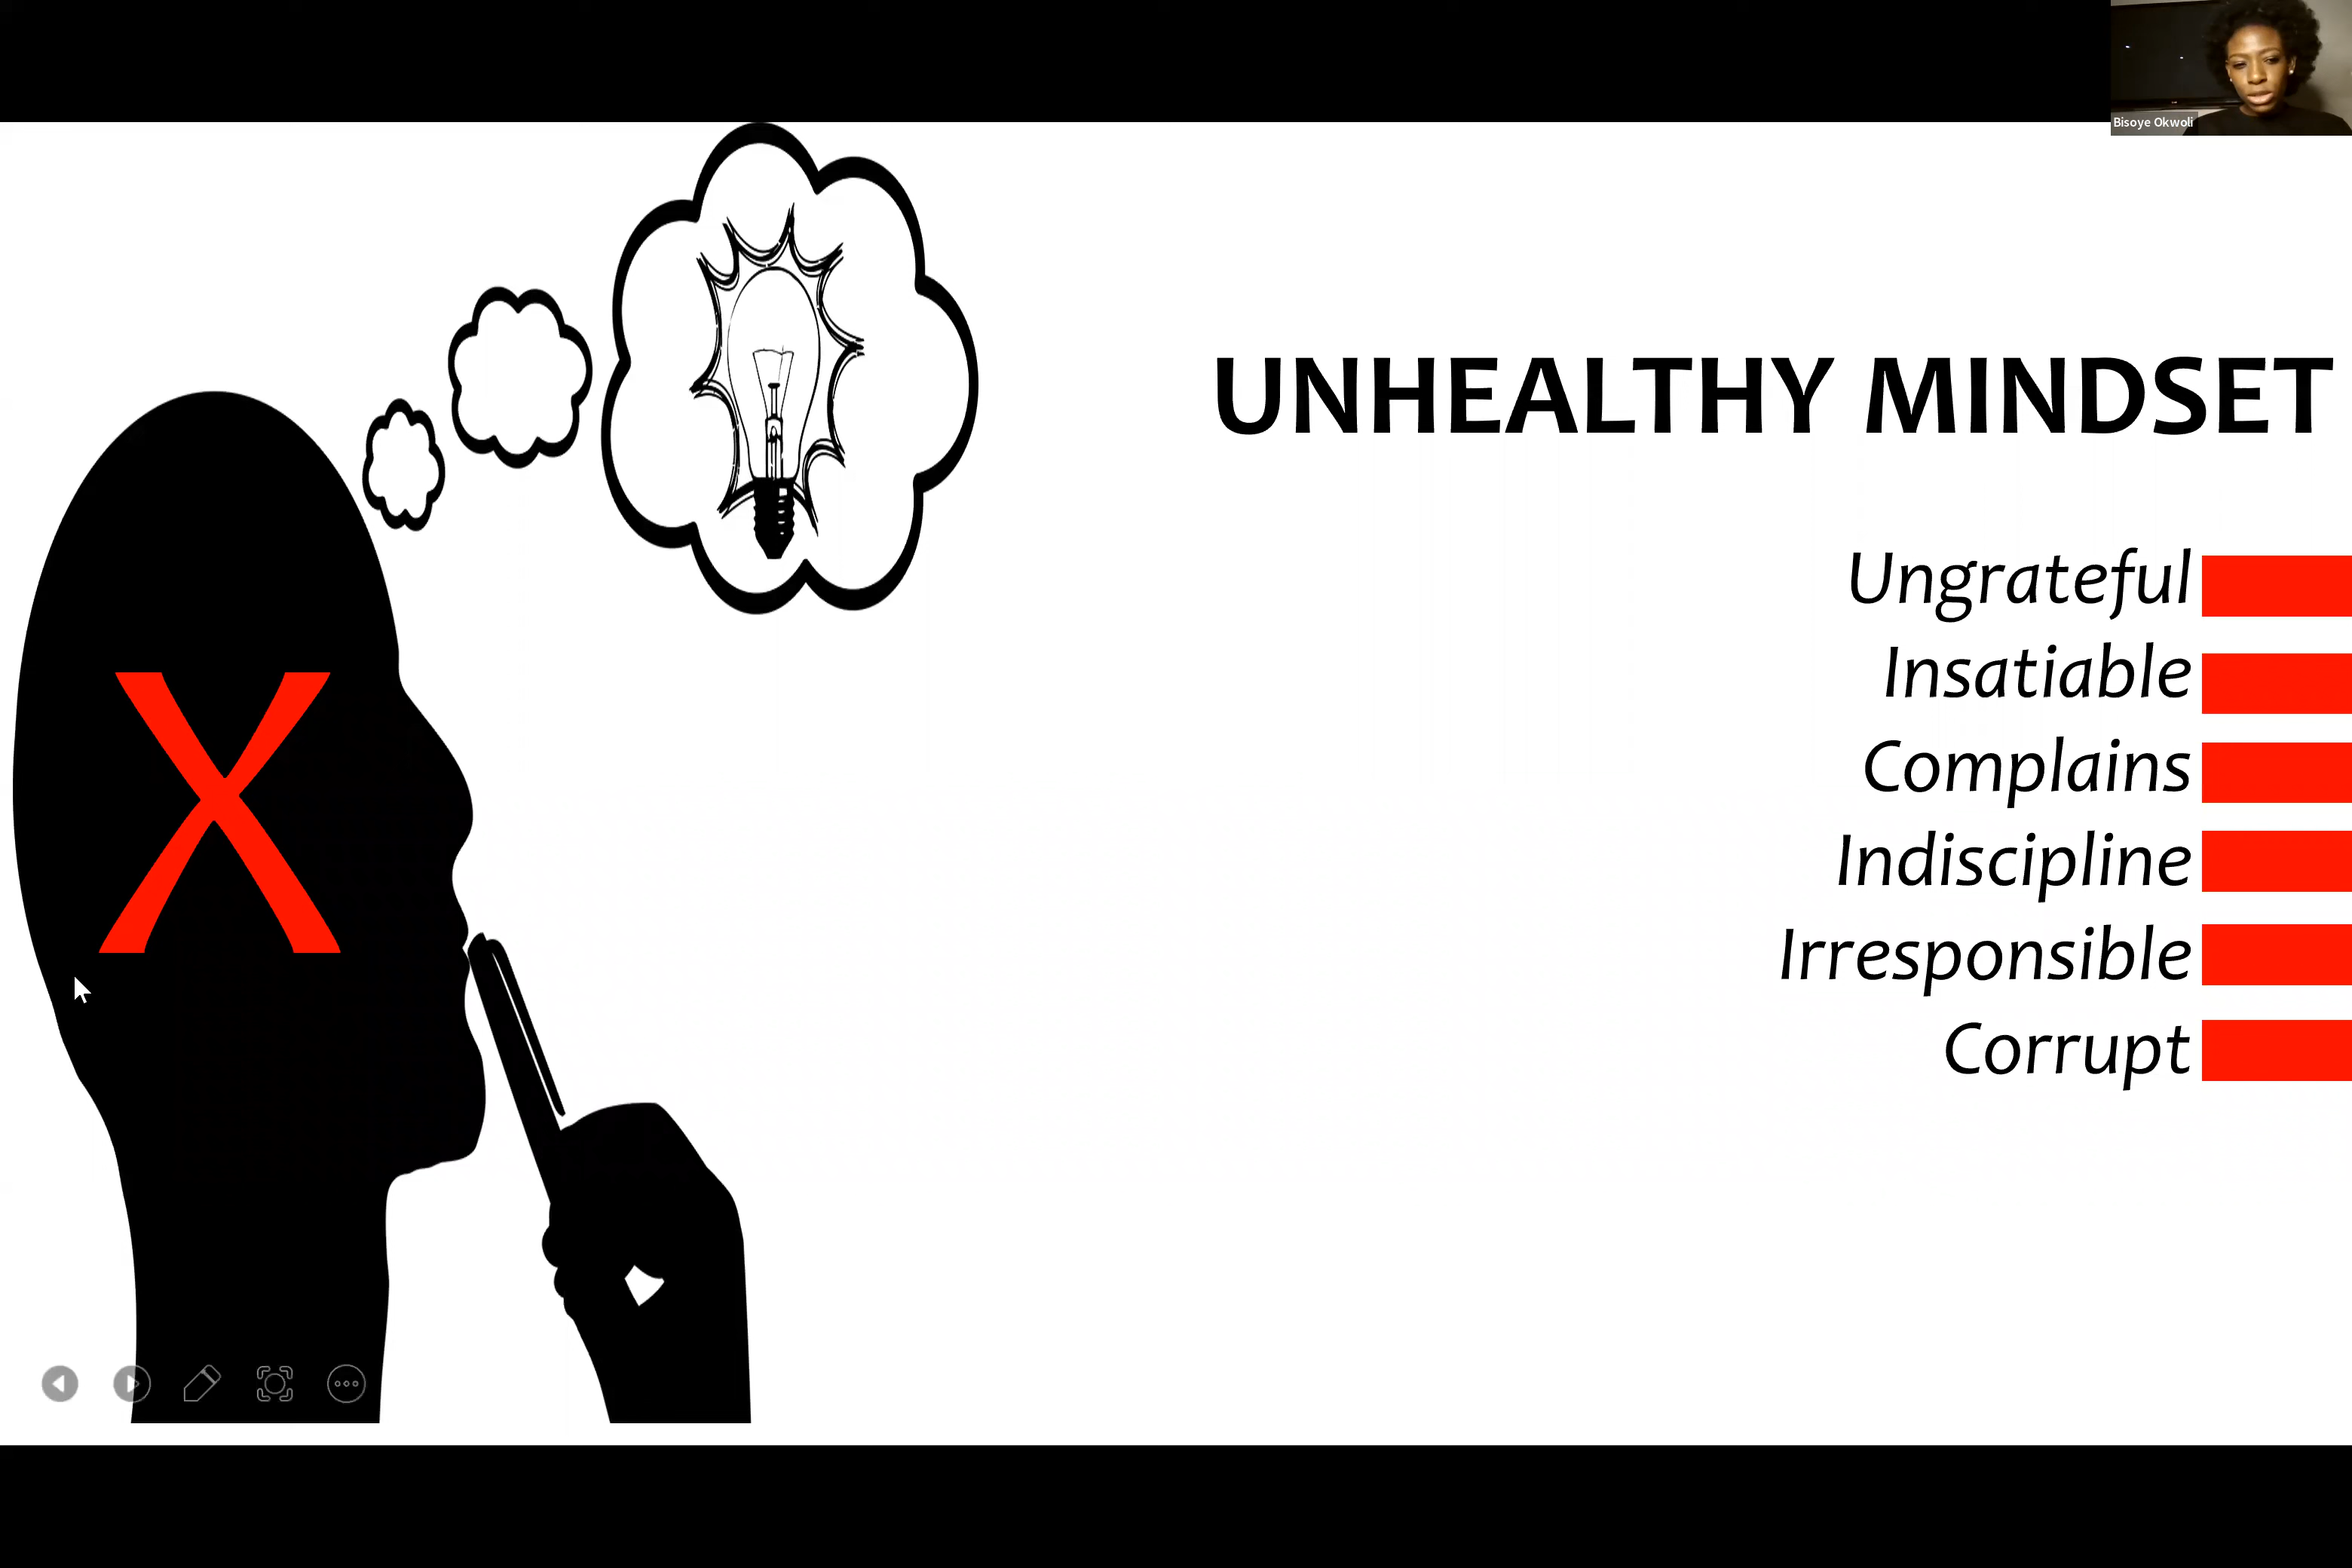 Bisoye Okwoli
UNHEALTHY MINDSET
Ungrateful
Insatiable
Complains
Indiscipline
Irresponsible
Corrupt
X